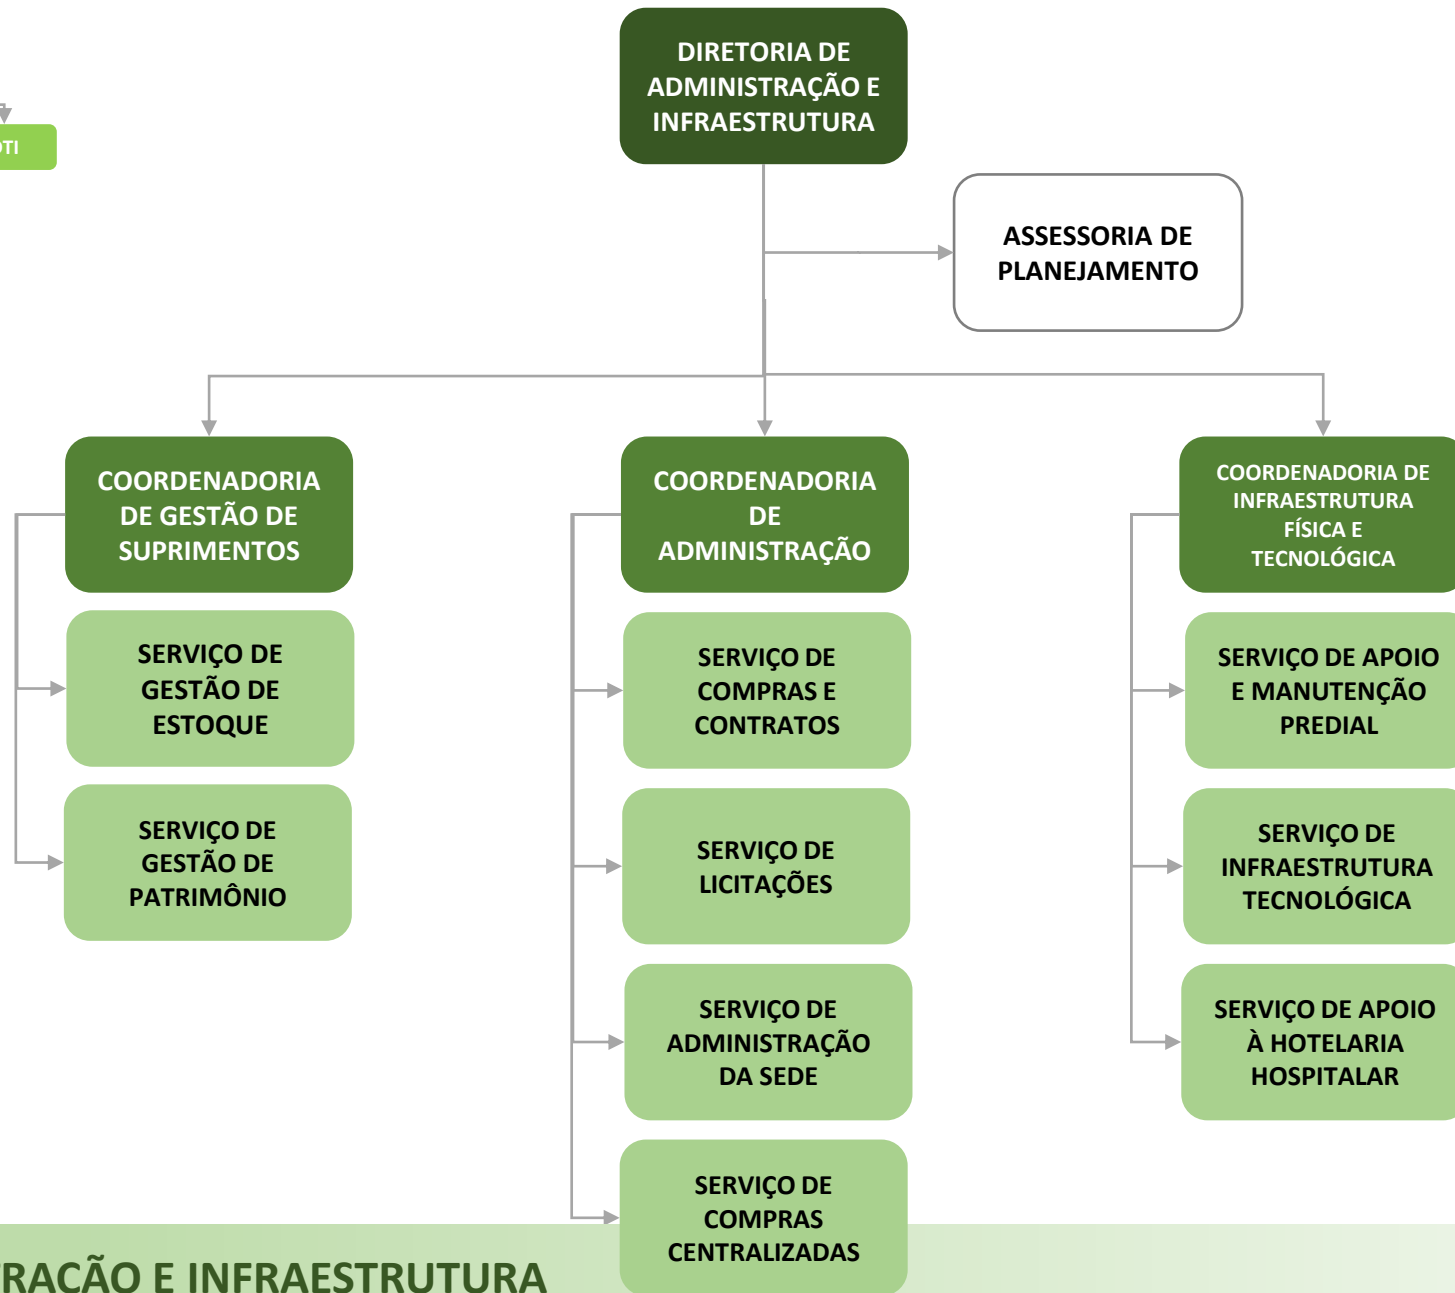 DIRETORIA DE
ADMINISTRAÇÃO E
INFRAESTRUTURA
ASSESSORIA DE
PLANEJAMENTO
COORDENADORIA
DE GESTÃO DE
SUPRIMENTOS
SERVIÇO DE
GESTÃO DE
ESTOQUE
SERVIÇO DE
GESTÃO DE
PATRIMÔNIO
COORDENADORIA
DE
ADMINISTRAÇÃO
SERVIÇO DE
COMPRAS E
CONTRATOS
SERVIÇO DE
LICITAÇÕES
SERVIÇO DE
ADMINISTRAÇÃO
DA SEDE
SERVIÇO DE
COMPRAS
CENTRALIZADAS
COORDENADORIA DE
INFRAESTRUTURA
FÍSICA E
TECNOLÓGICA
SERVIÇO DE APOIO
E MANUTENÇÃO
PREDIAL
SERVIÇO DE
INFRAESTRUTURA
TECNOLÓGICA
SERVIÇO DE APOIO
À HOTELARIA
HOSPITALAR
E INFRAESTRUTURA